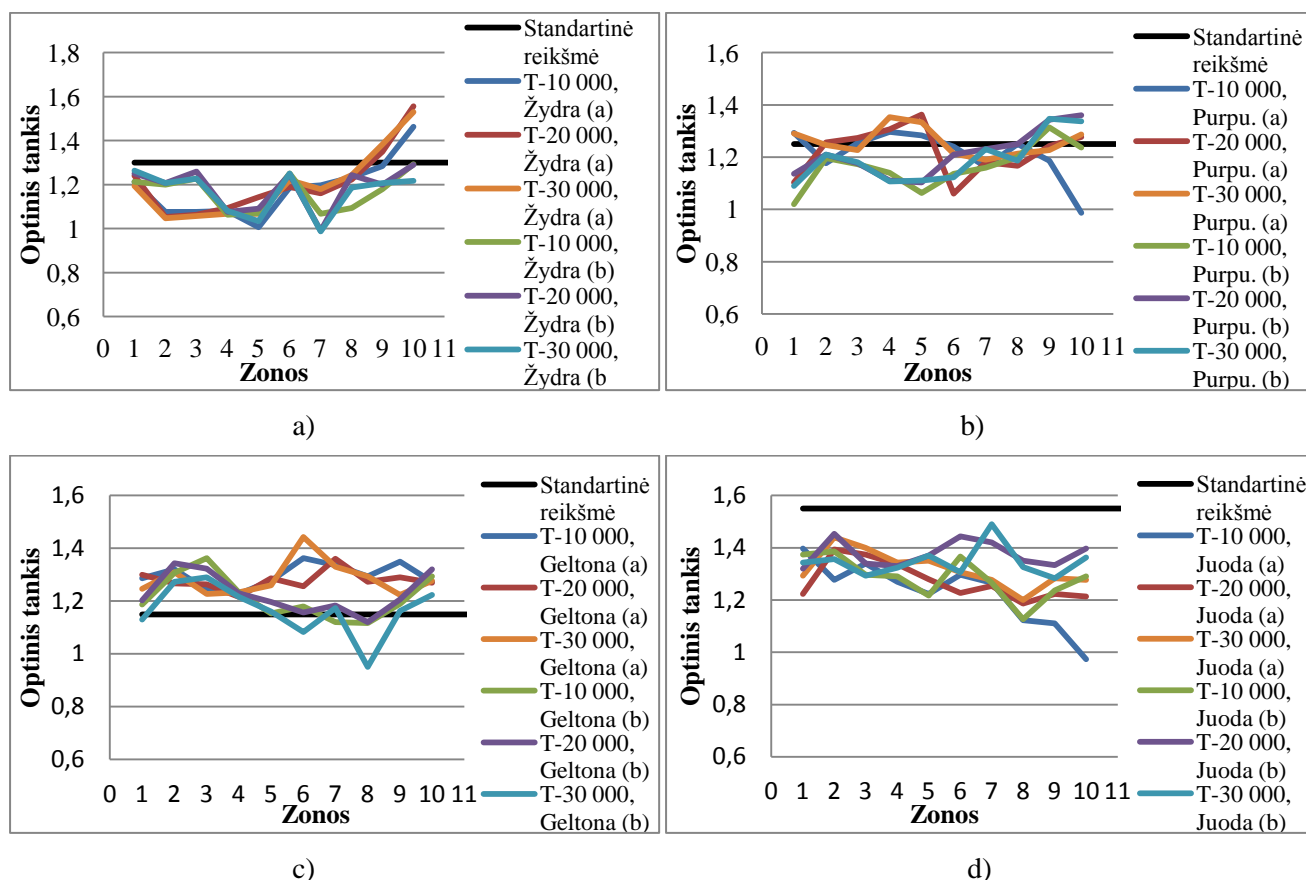 Optinis tankis
1,8
1,6
1,4
1,2
1
0,8
0,6
0 1 2 3 4 5 6 7 8 9 10 11
Zonos
Standartinė
reikšmė
T-10 000,
Žydra (a)
T-20 000,
Žydra (a)
T-30 000,
Žydra (a)
T-10 000,
Žydra (b)
T-20 000,
Žydra (b)
T-30 000,
Žydra (b
a)
Optinis tankis
1,6
1,4
1,2
1
0,8
0,6
0 1 2 3 4 5 6 7 8 9 10 11
Zonos
Standartinė
reikšmė
T-10 000,
Purpu. (a)
T-20 000,
Purpu. (a)
T-30 000,
Purpu. (a)
T-10 000,
Purpu. (b)
T-20 000,
Purpu. (b)
T-30 000,
Purpu. (b)
b)
Optinis tankis
1,6
1,4
1,2
1
0,8
0,6
0 1 2 3 4 5 6 7 8 9 10 11
Zonos
Standartinė
reikšmė
T-10 000,
Geltona (a)
T-20 000,
Geltona (a)
T-30 000,
Geltona (a)
T-10 000,
Geltona (b)
T-20 000,
Geltona (b)
T-30 000,
Geltona (b)
c)
Optinis tankis
1,6
1,4
1,2
1
0,8
0,6
0 1 2 3 4 5 6 7 8 9 10 11
Zonos
Standartinė
reikšmė
T-10 000,
Juoda (a)
T-20 000,
Juoda (a)
T-30 000,
Juoda (a)
T-10 000,
Juoda (b)
T-20 000,
Juoda (b)
T-30 000,
Juoda (b)
d)